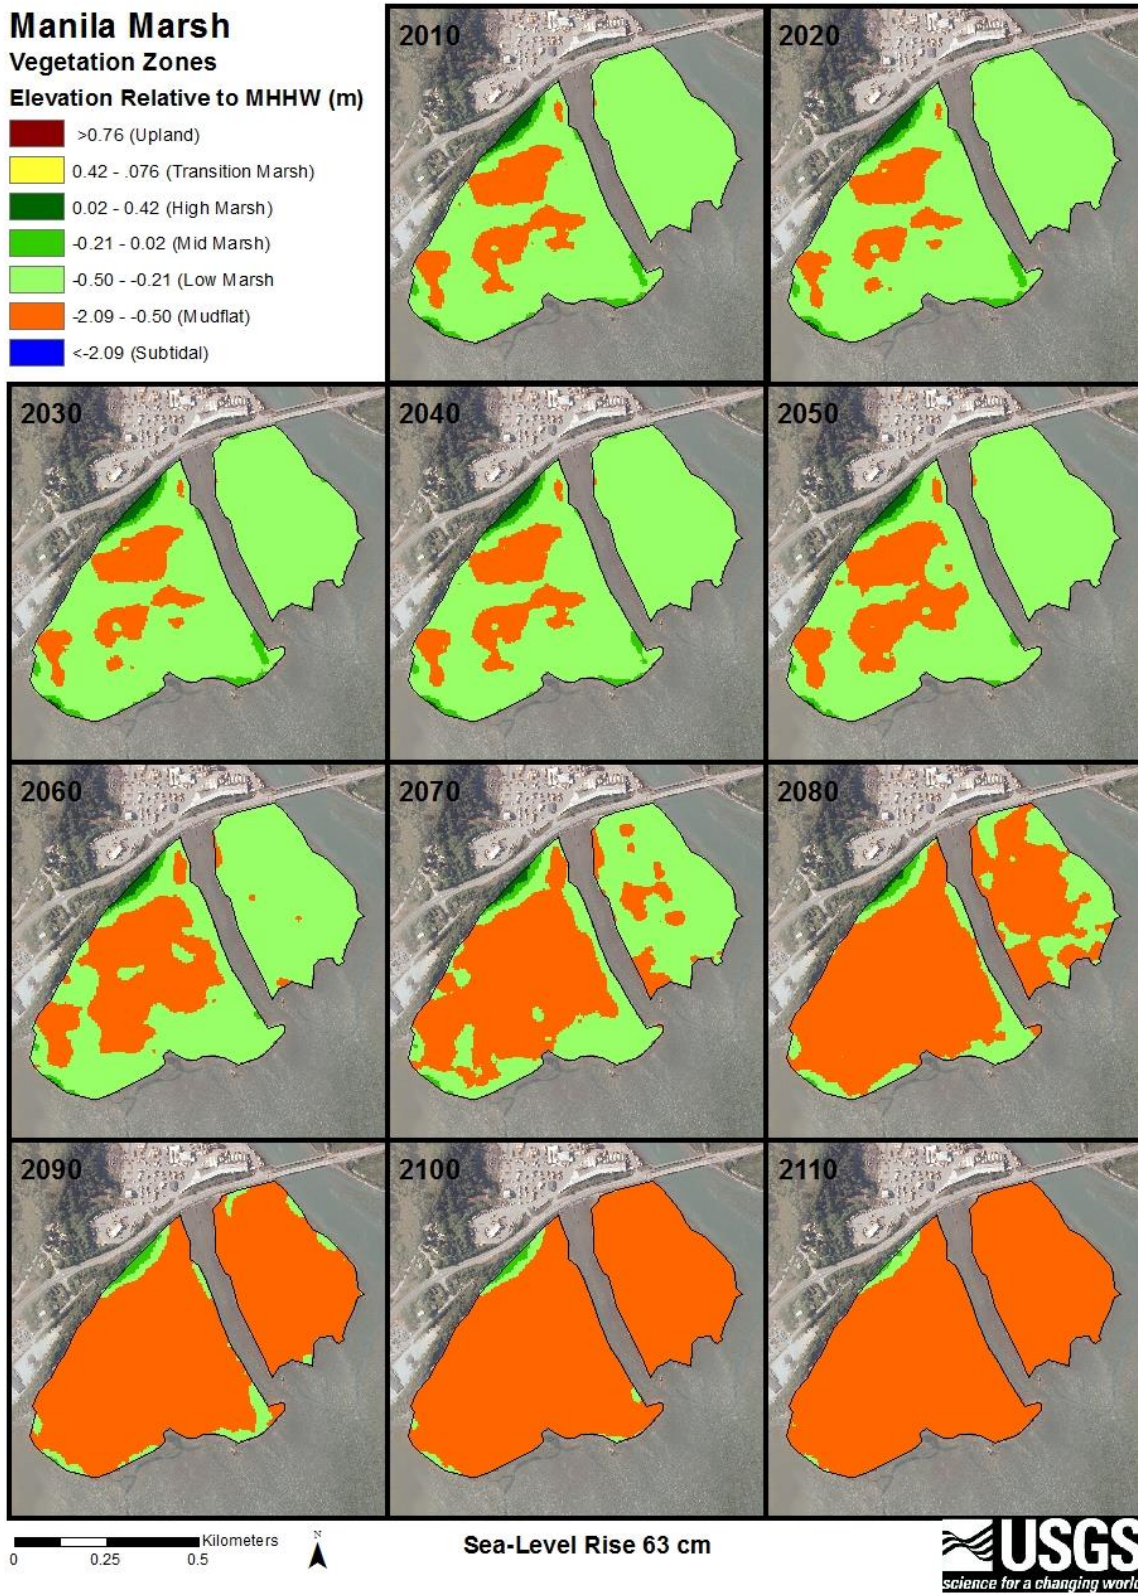 Manila Marsh
Vegetation Zones
Elevation Relative to MHHW (m)
>0.76 (Upland)
0.42 - .076 (Transition Marsh)
0.02 - 0.42 (High Marsh)
-0.21 - 0.02 (Mid Marsh)
-0.50 - -0.21 (Low Marsh
-2.09 - -0.50 (Mudflat)
<-2.09 (Subtidal)
2010
2020
2030
2040
2050
2060
2070
2080
2090
2100
2110
Kilometers
0 0.25 0.5
N
Sea-Level Rise 63 cm
USGS
science for a changing world